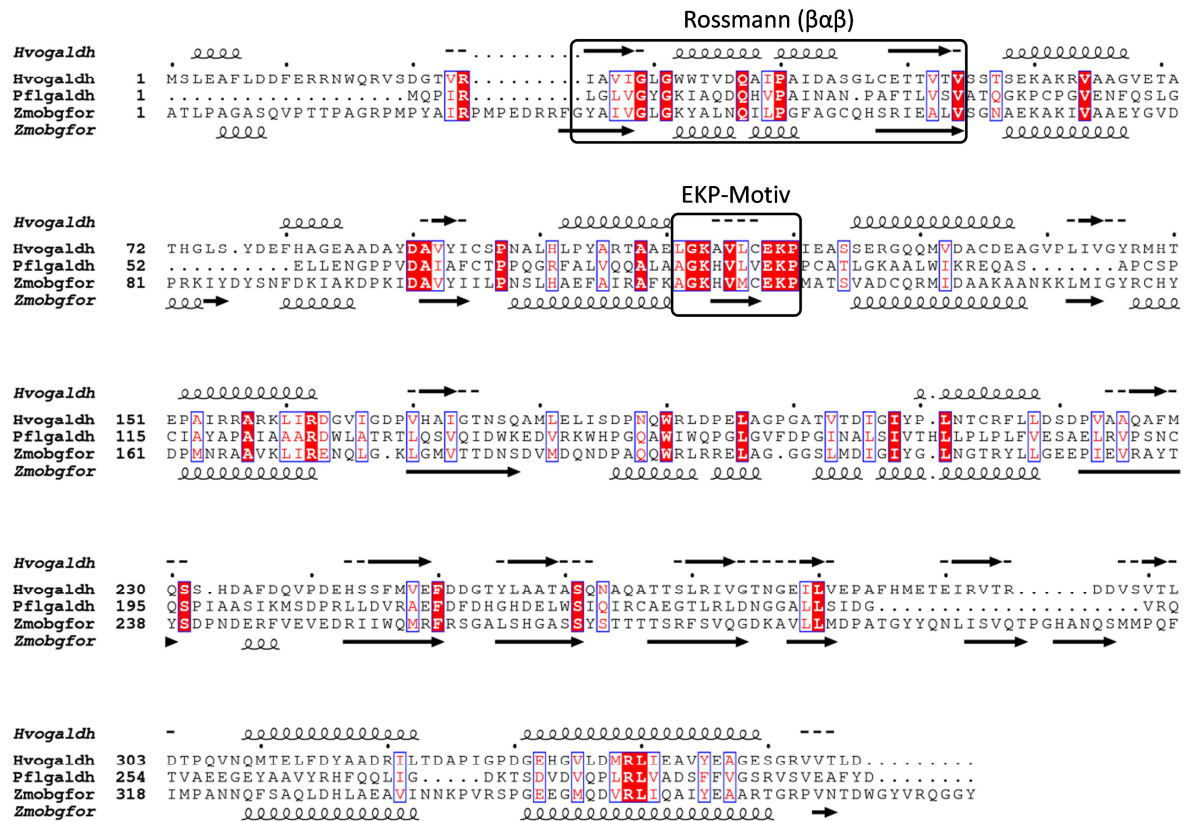 Rossmann (βαβ)
Hvogaldh
Hvogaldh 1 MSLEAFLDDFERRNWQRVSDGTVR.........IAVIGLGWWTVDQAIPAIDASGLCETTVTVSSTSEKAKRVAAGVETA
Pflgaldh 1 ...................MQPIR.........LGLVGYGKIAQDQHVPAINAN.PAFTLVSVATQGKPCPGVENFQSLG
Zmobgfor 1 ATLPAGASQVPTTPAGRPMPYAIRPMPEDRRFGYAIVGLGKYALNQILPGFAGCQHSRIEALVSGNAEKAKIVAAEYGVD
Zmobgfor
EKP-Motiv
Hvogaldh
Hvogaldh 72 THGLS.YDEFHAGEAADAYDAVYICSPNALHLPYARTAAELGKAVLCEKPIEASSERGQQMVDACDEAGVPLIVGYRMHT
Pflgaldh 52 ..........ELLENGPPVDAIAFCTPPQGRFALVQQALAAGKHVLVEKPPCATLGKAALWIKREQAS.......APCSP
Zmobgfor 81 PRKIYDYSNFDKIAKDPKIDAVYIILPNSLHAEFAIRAFKAGKHVMCEKPMATSVADCQRMIDAAKAANKKLMIGYRCHY
Zmobgfor
Hvogaldh
Hvogaldh 151 EPAIRRARKLIRDGVIGDPVHAIGTNSQAMLELISDPNQWRLDPELAGPGATVTDIGIYP.LNTCRFLLDSDPVAAQAFM
Pflgaldh 115 CIAYAPAIAAARDWLATRTLQSVQIDWKEDVRKWHPGQAWIWQPGLGVFDPGINALSIVTHLLPLPLFVESAELRVPSNC
Zmobgfor 161 DPMNRAAVKLIRENQLG.KLGMVTTDNSDVMDQNDPAQQWRLRRELAG.GGSLMDIGIYG.LNGTRYLLGEEPIEVRAYT
Zmobgfor
Hvogaldh
Hvogaldh 230 QSS.HDAFDQVPDEHSSFMVEFDDGTYLAATASQNAQATTSLRIVGTNGEILVEPAFHMETEIRVTR......DDVSVTL
Pflgaldh 195 QSPIAASIKMSDPRLLDVRAEFDFDHGHDELWSIQIRCAEGTLRLDNGGALLSIDG.....................VRQ
Zmobgfor 238 YSDPNDERFVEVEDRIIWQMRFRSGALSHGASSYSTTTTSRFSVQGDKAVLLMDPATGYYQNLISVQTPGHANQSMMPQF
Zmobgfor
Hvogaldh
Hvogaldh 303 DTPQVNQMTELFDYAADRILTDAPIGPDGEHGVLDMRLIEAVYEAGESGRVVTLD.........
Pflgaldh 254 TVAEEGEYAAVYRHFQQLIG.....DKTSDVDVQPLRLVADSFFVGSRVSVEAFYD........
Zmobgfor 318 IMPANNQFSAQLDHLAEAVINNKPVRSPGEEGMQDVRLIQAIYEAARTGRPVNTDWGYVRQGGY
Zmobgfor